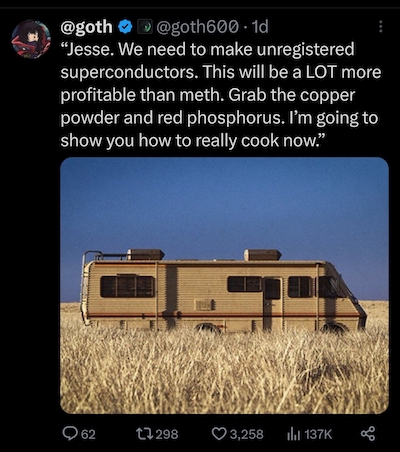 @goth @goth600 · 1d
“Jesse. We need to make unregistered
superconductors. This will be a LOT more
profitable than meth. Grab the copper
powder and red phosphorus. I’m going to
show you how to really cook now.”
62 298 3,258 137K